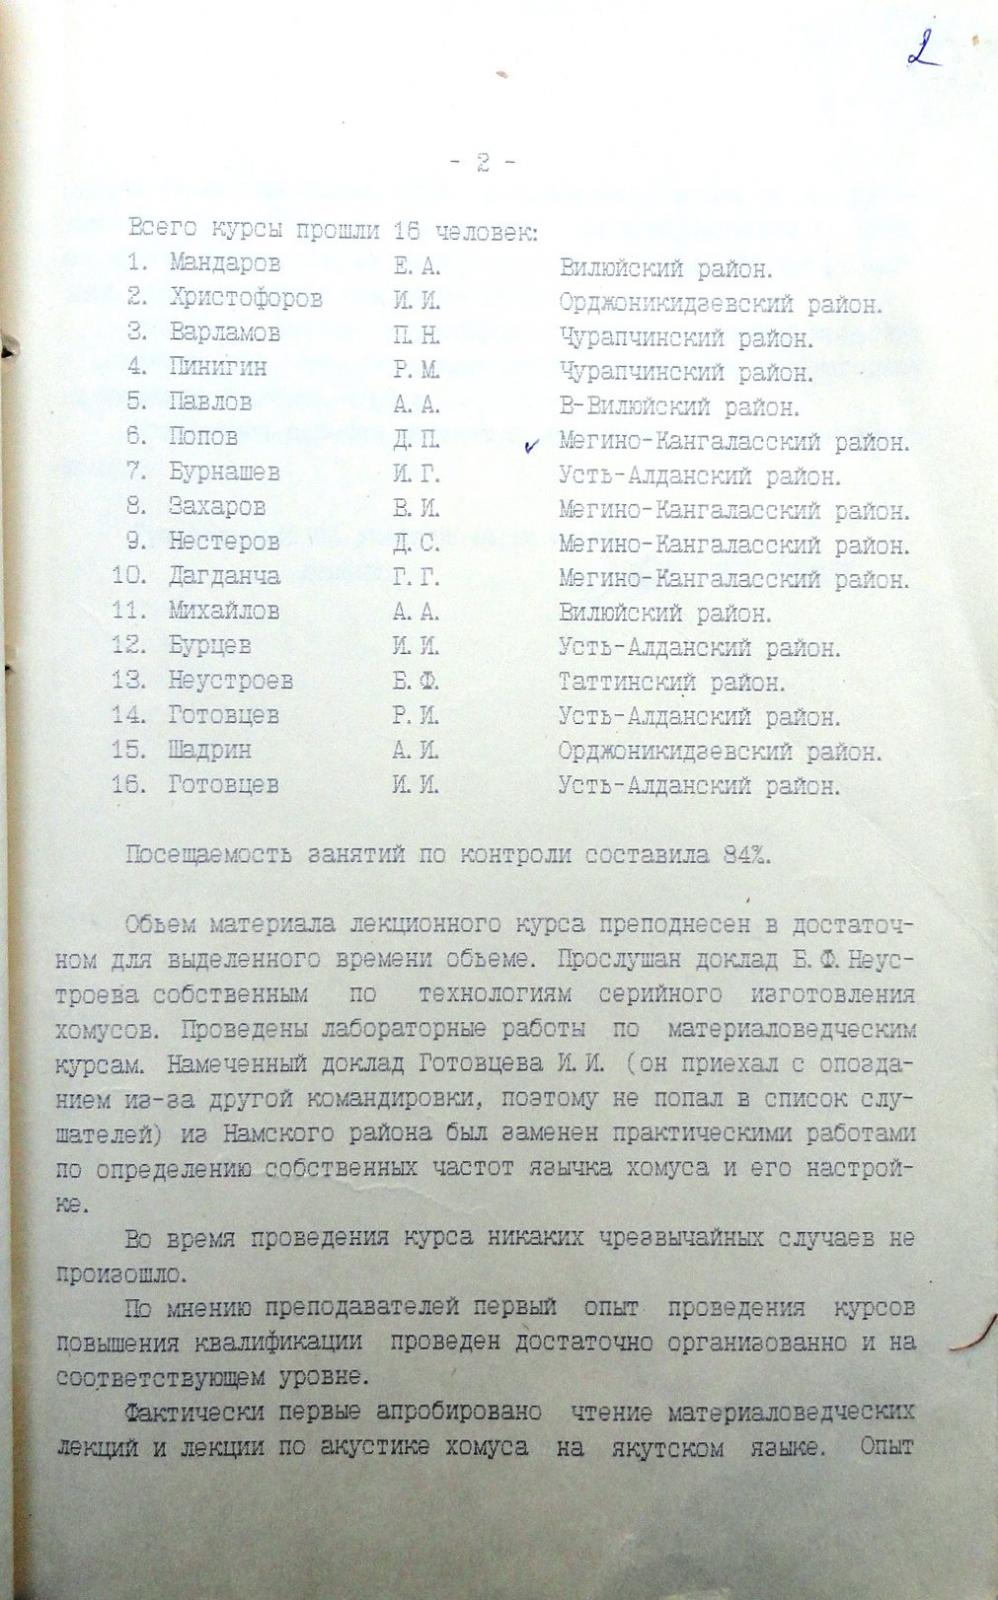 2
- 2 -
Всего курсы прошли 16 человек:
1. Мандаров Е. А. Вилюйский район.
2. Христофоров И. И. Орджоникидзевский район.
3. Варламов П. Н. Чурапчинский район.
4. Пинигин Р. М. Чурапчинский район.
5. Павлов А. А. В-Вилюйский район.
6. Попов Д. П. Мегино-Кангаласский район.
7. Бурнашев И. Г. Усть-Алданский район.
8. Захаров В. И. Мегино-Кангаласский район.
9. Нестеров Д. С. Мегино-Кангаласский район.
10. Дагданча Г. Г. Мегино-Кангаласский район.
11. Михайлов А. А. Вилюйский район.
12. Бурцев И. И. Усть-Алданский район.
13. Неустроев Б. Ф. Таттинский район.
14. Готовцев Р. И. Усть-Алданский район.
15. Шадрин А. И. Орджоникидзевский район.
16. Готовцев И. И. Усть-Алданский район.
Посещаемость занятий по контроли составила 84%.
Обьем материала лекционного курса преподнесен в достаточ-
ном для выделенного времени обьеме. Прослушан доклад Б. Ф. Неус-
троева собственным по технологиям серийного изготовления
хомусов. Проведены лабораторные работы по материаловедческим
курсам. Намеченный доклад Готовцева И. И. (он приехал с опозда-
нием из-за другой командировки, поэтому не попал в список слу-
шателей) из Намского района был заменен практическими работами
по определению собственных частот язычка хомуса и его настрой-
ке.
Во время проведения курса никаких чрезвычайных случаев не
произошло.
По мнению преподавателей первый опыт проведения курсов
повышения квалификации проведен достаточно организованно и на
соответствующем уровне.
Фактически первые апробировано чтение материаловедческих
лекций и лекции по акустике хомуса на якутском языке. Опыт